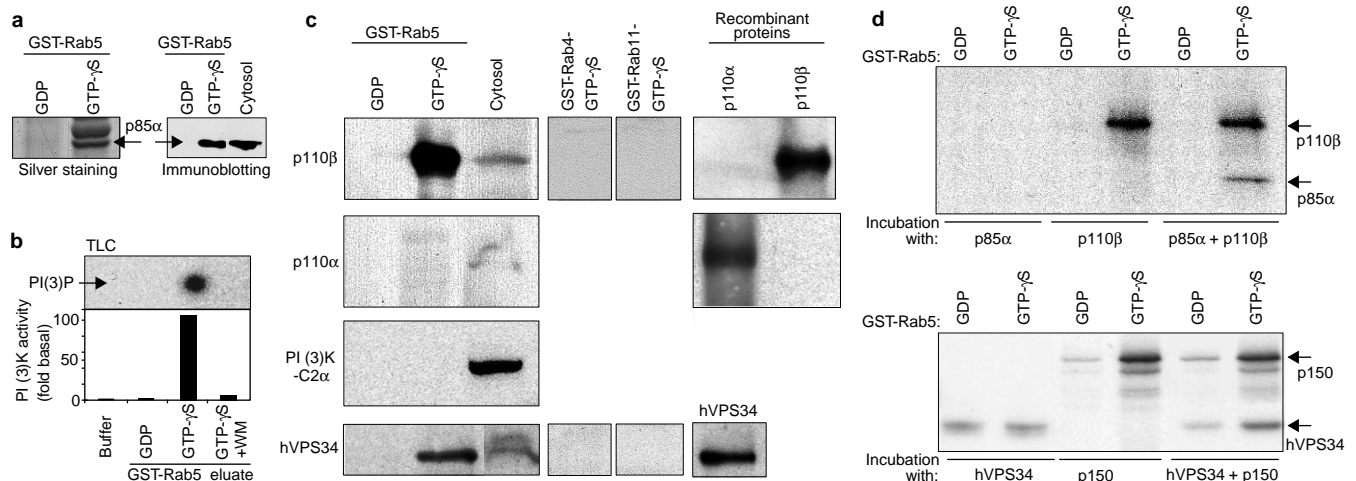 a
GST-Rab5
GDP
GTP-γS
p85α
Silver staining
GST-Rab5
GDP
GTP-γS
Cytosol
Immunoblotting
b
TLC
PI(3)P
PI (3)K activity
(fold basal)
100
50
0
Buffer
GDP
GTP-γS
GTP-γS
+WM
GST-Rab5 eluate
c
GST-Rab5
GDP
GTP-γS
Cytosol
GST-Rab4-
GTP-γS
GST-Rab11-
GTP-γS
Recombinant
proteins
p110α
p110β
p110β
p110α
PI (3)K
-C2α
hVPS34
hVPS34
d
GST-Rab5:
GDP
GTP-γS
GDP
GTP-γS
GDP
GTP-γS
p110β
p85α
Incubation
with:
p85α
p110β
p85α + p110β
GST-Rab5:
GDP
GTP-γS
GDP
GTP-γS
GDP
GTP-γS
p150
hVPS34
Incubation
with:
hVPS34
p150
hVPS34 + p150